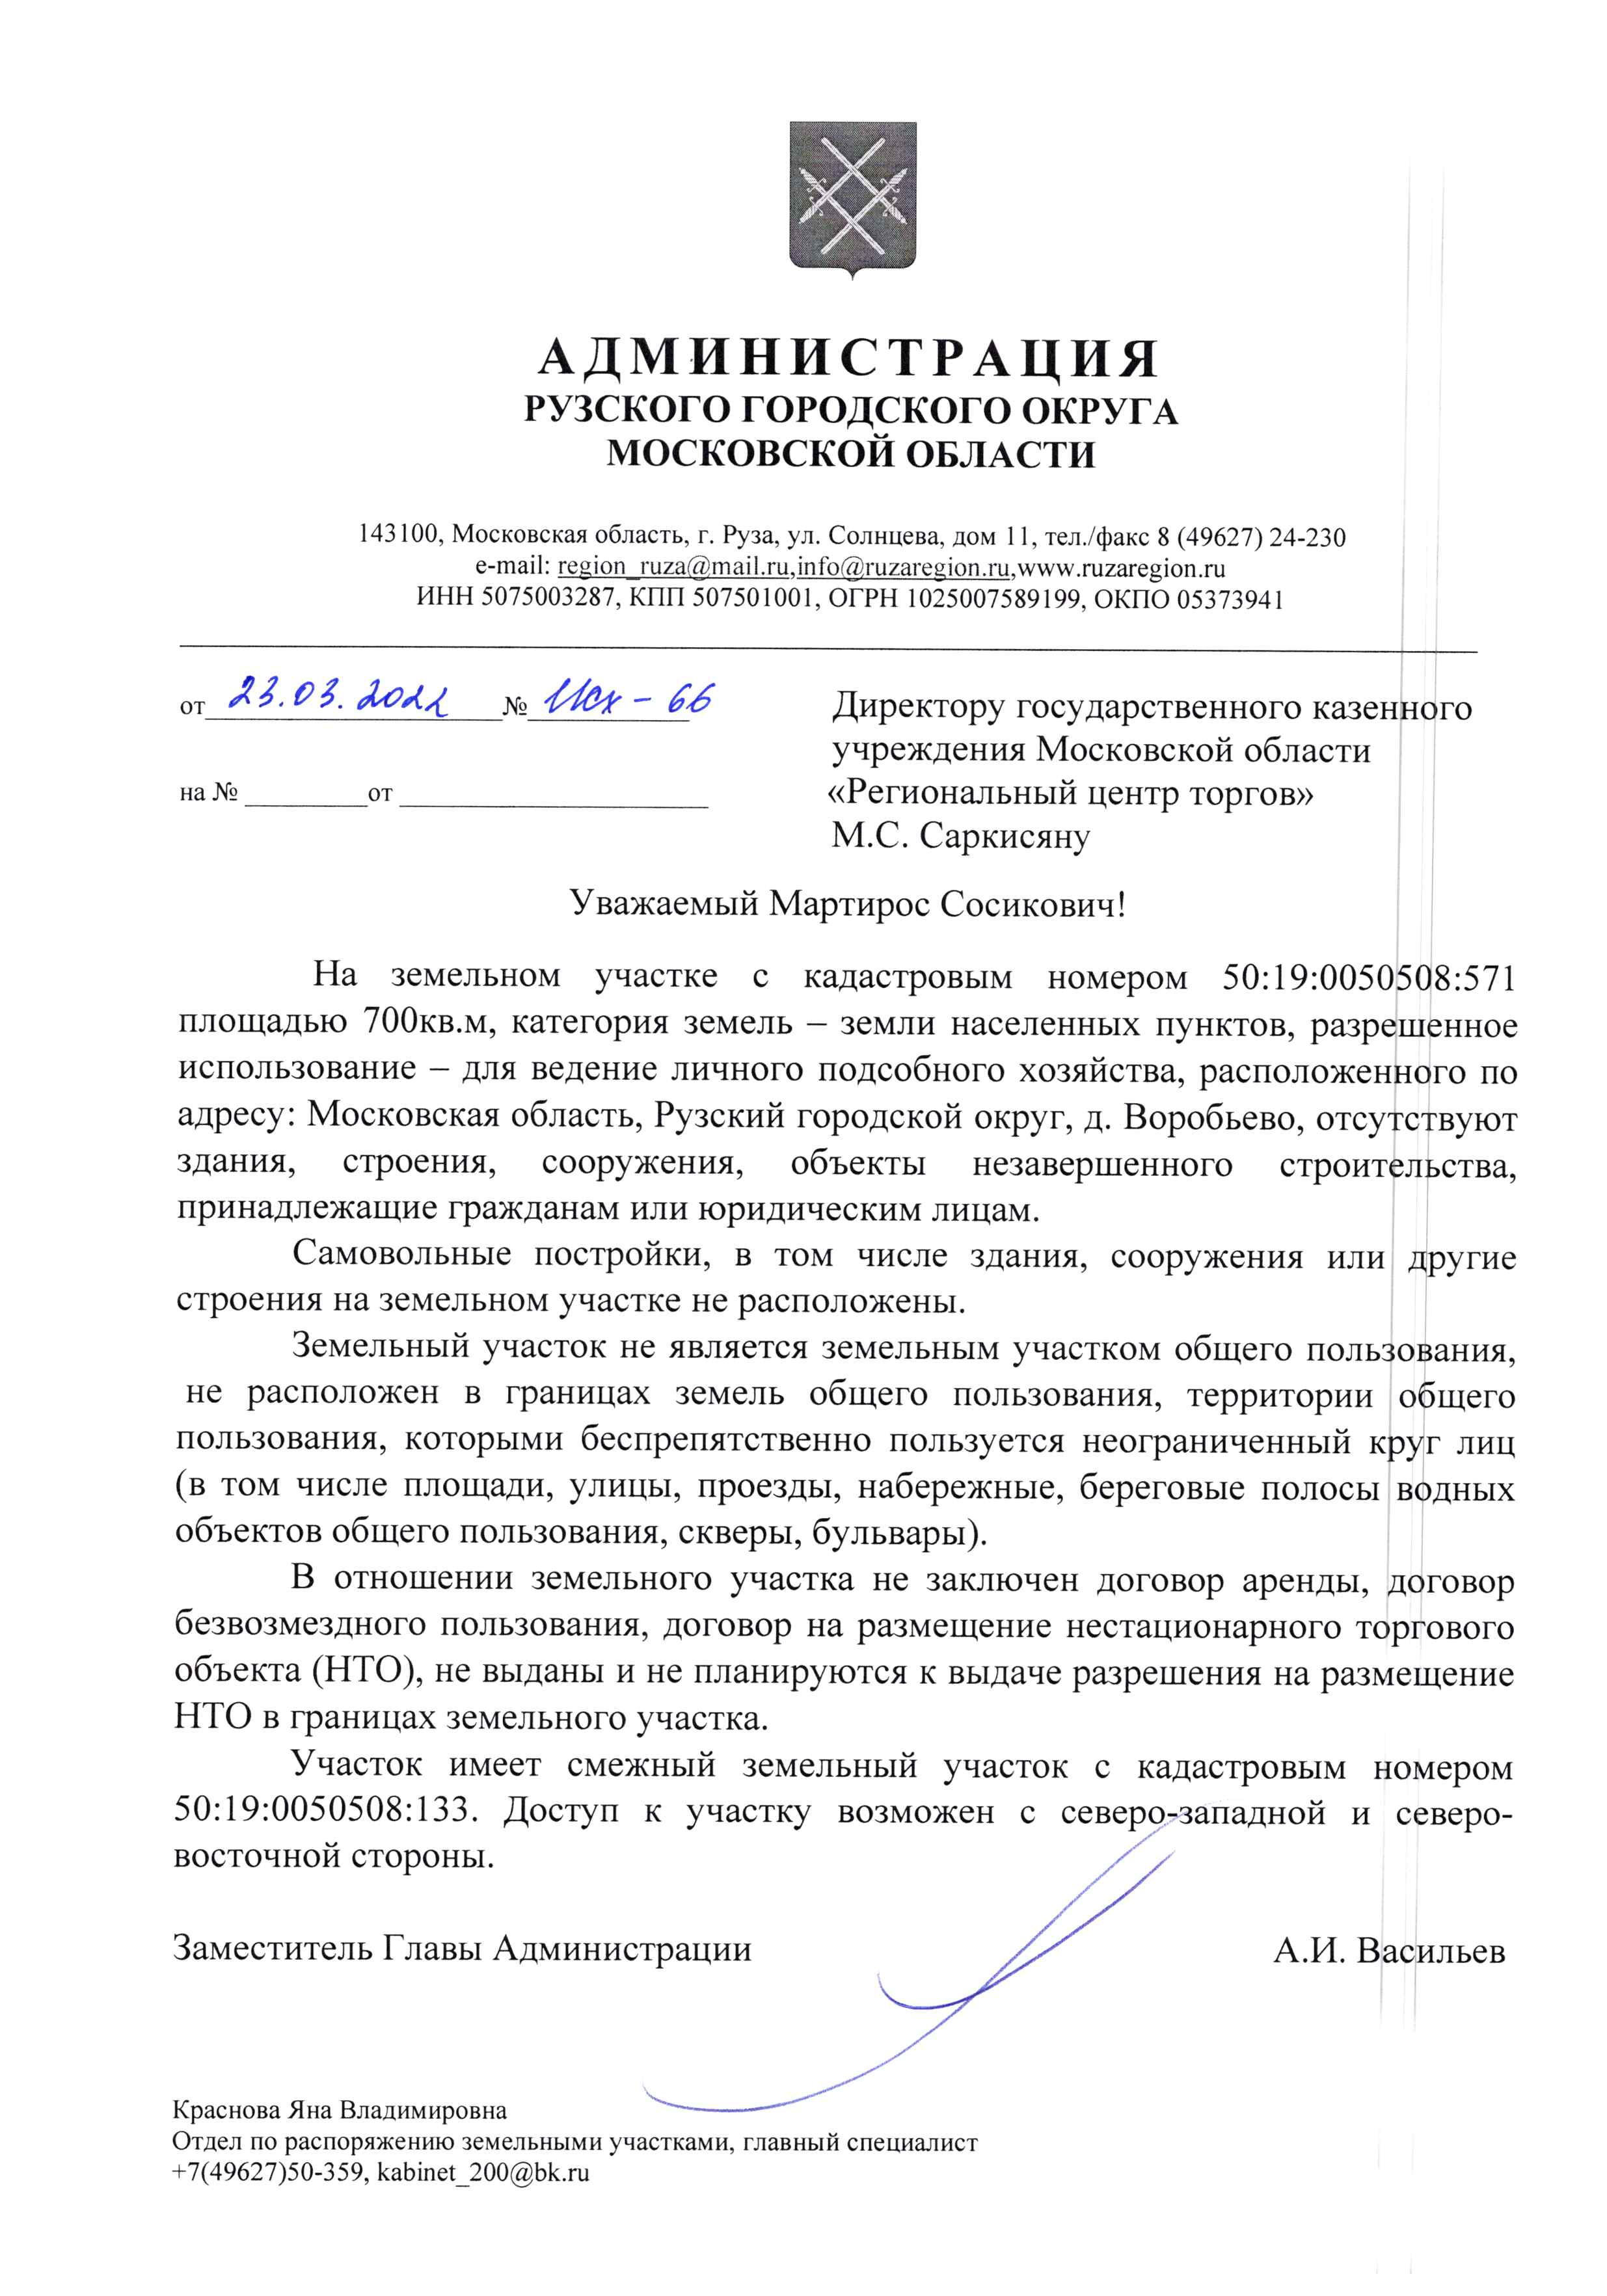 АДМИНИСТРАЦИЯ
РУЗСКОГО ГОРОДСКОГО ОКРУГА
МОСКОВСКОЙ ОБЛАСТИ
143100, Московская область, г. Руза, ул. Солнцева, дом 11, тел./факс 8 (49627) 24-230
e-mail: region_ruza@mail.ru,info@ruzaregion.ru,www.ruzaregion.ru
ИНН 5075003287, КПП 507501001, ОГРН 1025007589199, ОКПО 05373941
от 23.03.2022 № Исх - 66
на № __________ от __________
Директору государственного казенного
учреждения Московской области
«Региональный центр торгов»
М.С. Саркисяну
Уважаемый Мартирос Сосикович!
На земельном участке с кадастровым номером 50:19:0050508:571
площадью 700кв.м, категория земель – земли населенных пунктов, разрешенное
использование – для ведение личного подсобного хозяйства, расположенного по
адресу: Московская область, Рузский городской округ, д. Воробьево, отсутствуют
здания, строения, сооружения, объекты незавершенного строительства,
принадлежащие гражданам или юридическим лицам.
Самовольные постройки, в том числе здания, сооружения или другие
строения на земельном участке не расположены.
Земельный участок не является земельным участком общего пользования,
не расположен в границах земель общего пользования, территории общего
пользования, которыми беспрепятственно пользуется неограниченный круг лиц
(в том числе площади, улицы, проезды, набережные, береговые полосы водных
объектов общего пользования, скверы, бульвары).
В отношении земельного участка не заключен договор аренды, договор
безвозмездного пользования, договор на размещение нестационарного торгового
объекта (НТО), не выданы и не планируются к выдаче разрешения на размещение
НТО в границах земельного участка.
Участок имеет смежный земельный участок с кадастровым номером
50:19:0050508:133. Доступ к участку возможен с северо-западной и северо-
восточной стороны.
Заместитель Главы Администрации А.И. Васильев
Краснова Яна Владимировна
Отдел по распоряжению земельными участками, главный специалист
+7(49627)50-359, kabinet_200@bk.ru